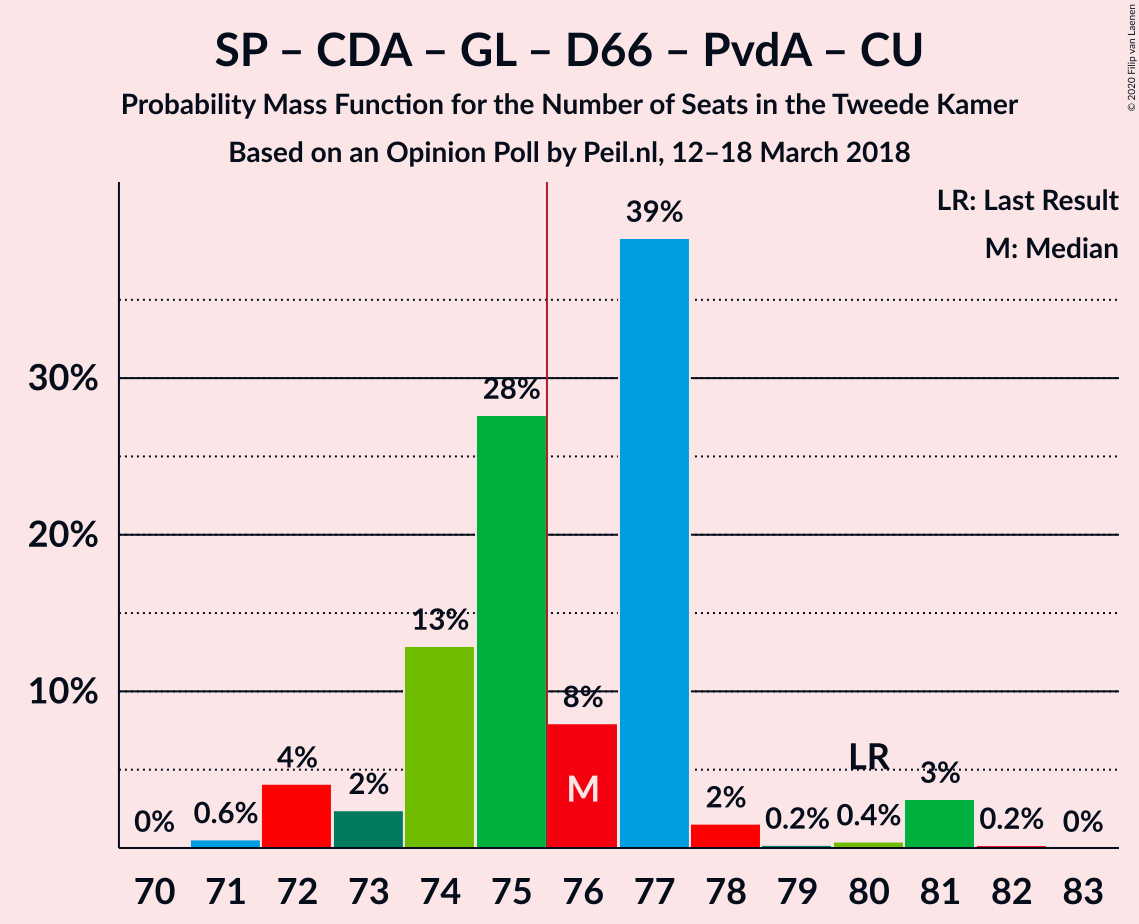 SP – CDA – GL – D66 – PvdA – CU
Probability Mass Function for the Number of Seats in the Tweede Kamer
Based on an Opinion Poll by Peil.nl, 12–18 March 2018
© 2020 Filip van Laenen
LR: Last Result
M: Median
39%
30%
28%
20%
13%
10%
8%
LR
4%
2%
M
3%
2%
0%
0.6%
0.2%
0.4%
0.2%
0%
70 71 72 73 74 75 76 77 78 79 80 81 82 83